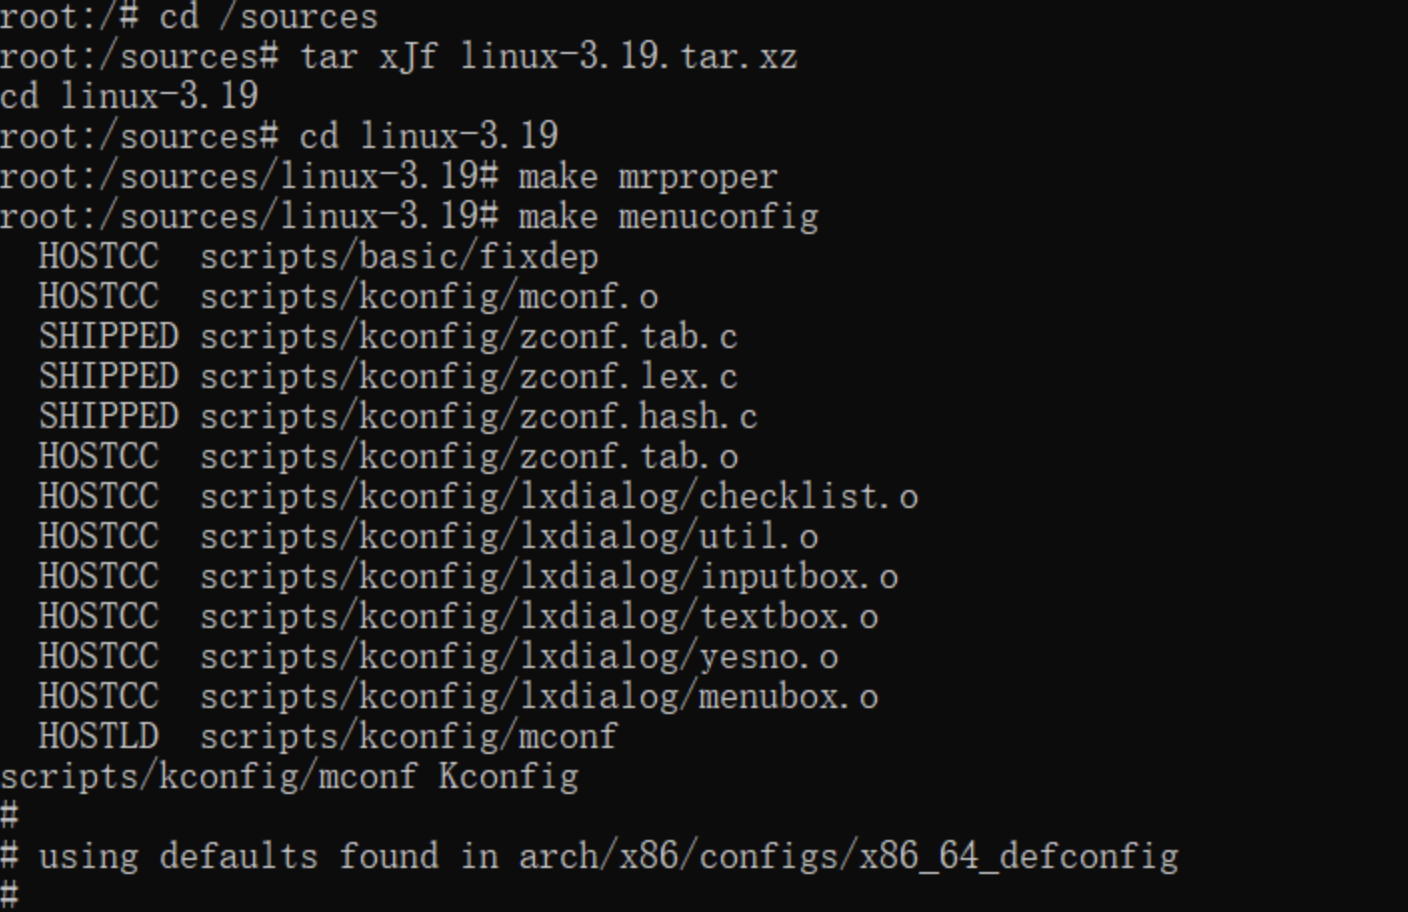 root:/# cd /sources
root:/sources# tar xJf linux-3.19.tar.xz
cd linux-3.19
root:/sources# cd linux-3.19
root:/sources/linux-3.19# make mrproper
root:/sources/linux-3.19# make menuconfig
  HOSTCC  scripts/basic/fixdep
  HOSTCC  scripts/kconfig/mconf.o
  SHIPPED scripts/kconfig/zconf.tab.c
  SHIPPED scripts/kconfig/zconf.lex.c
  SHIPPED scripts/kconfig/zconf.hash.c
  HOSTCC  scripts/kconfig/zconf.tab.o
  HOSTCC  scripts/kconfig/lxdialog/checklist.o
  HOSTCC  scripts/kconfig/lxdialog/util.o
  HOSTCC  scripts/kconfig/lxdialog/inputbox.o
  HOSTCC  scripts/kconfig/lxdialog/textbox.o
  HOSTCC  scripts/kconfig/lxdialog/yesno.o
  HOSTCC  scripts/kconfig/lxdialog/menubox.o
  HOSTLD  scripts/kconfig/mconf
scripts/kconfig/mconf Kconfig
#
# using defaults found in arch/x86/configs/x86_64_defconfig
#